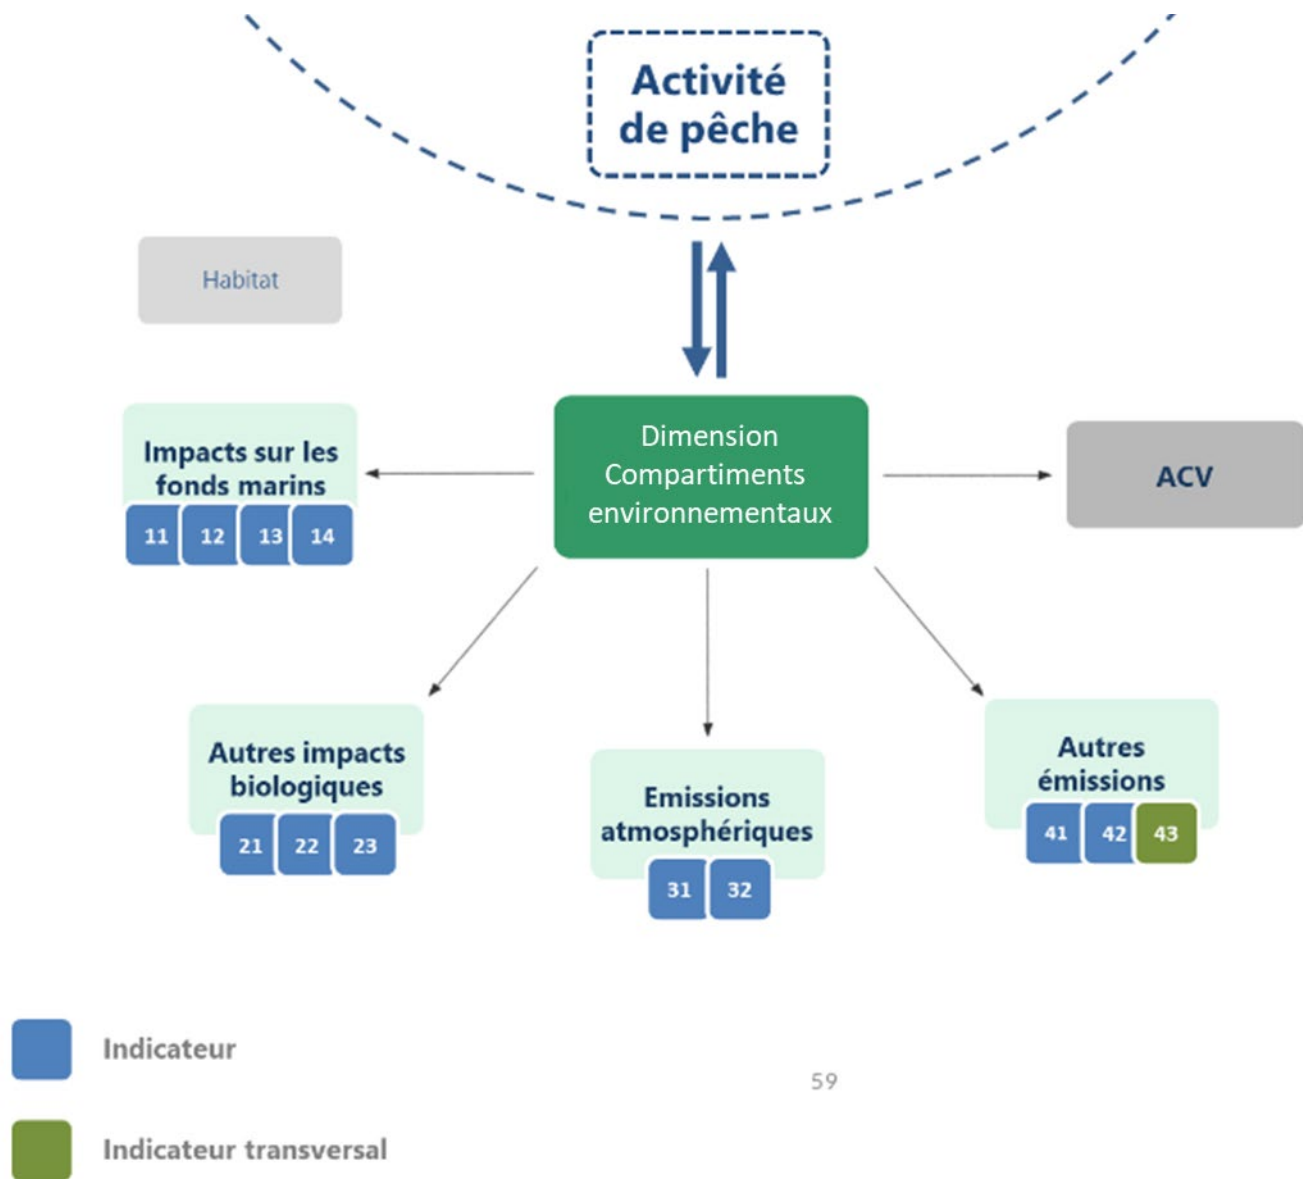 Activité
de pêche
Habitat
Impacts sur les
fonds marins
11 12 13 14
Dimension
Compartiments
environnementaux
ACV
Autres impacts
biologiques
21 22 23
Emissions
atmosphériques
31 32
Autres
émissions
41 42 43
Indicateur
59
Indicateur transversal